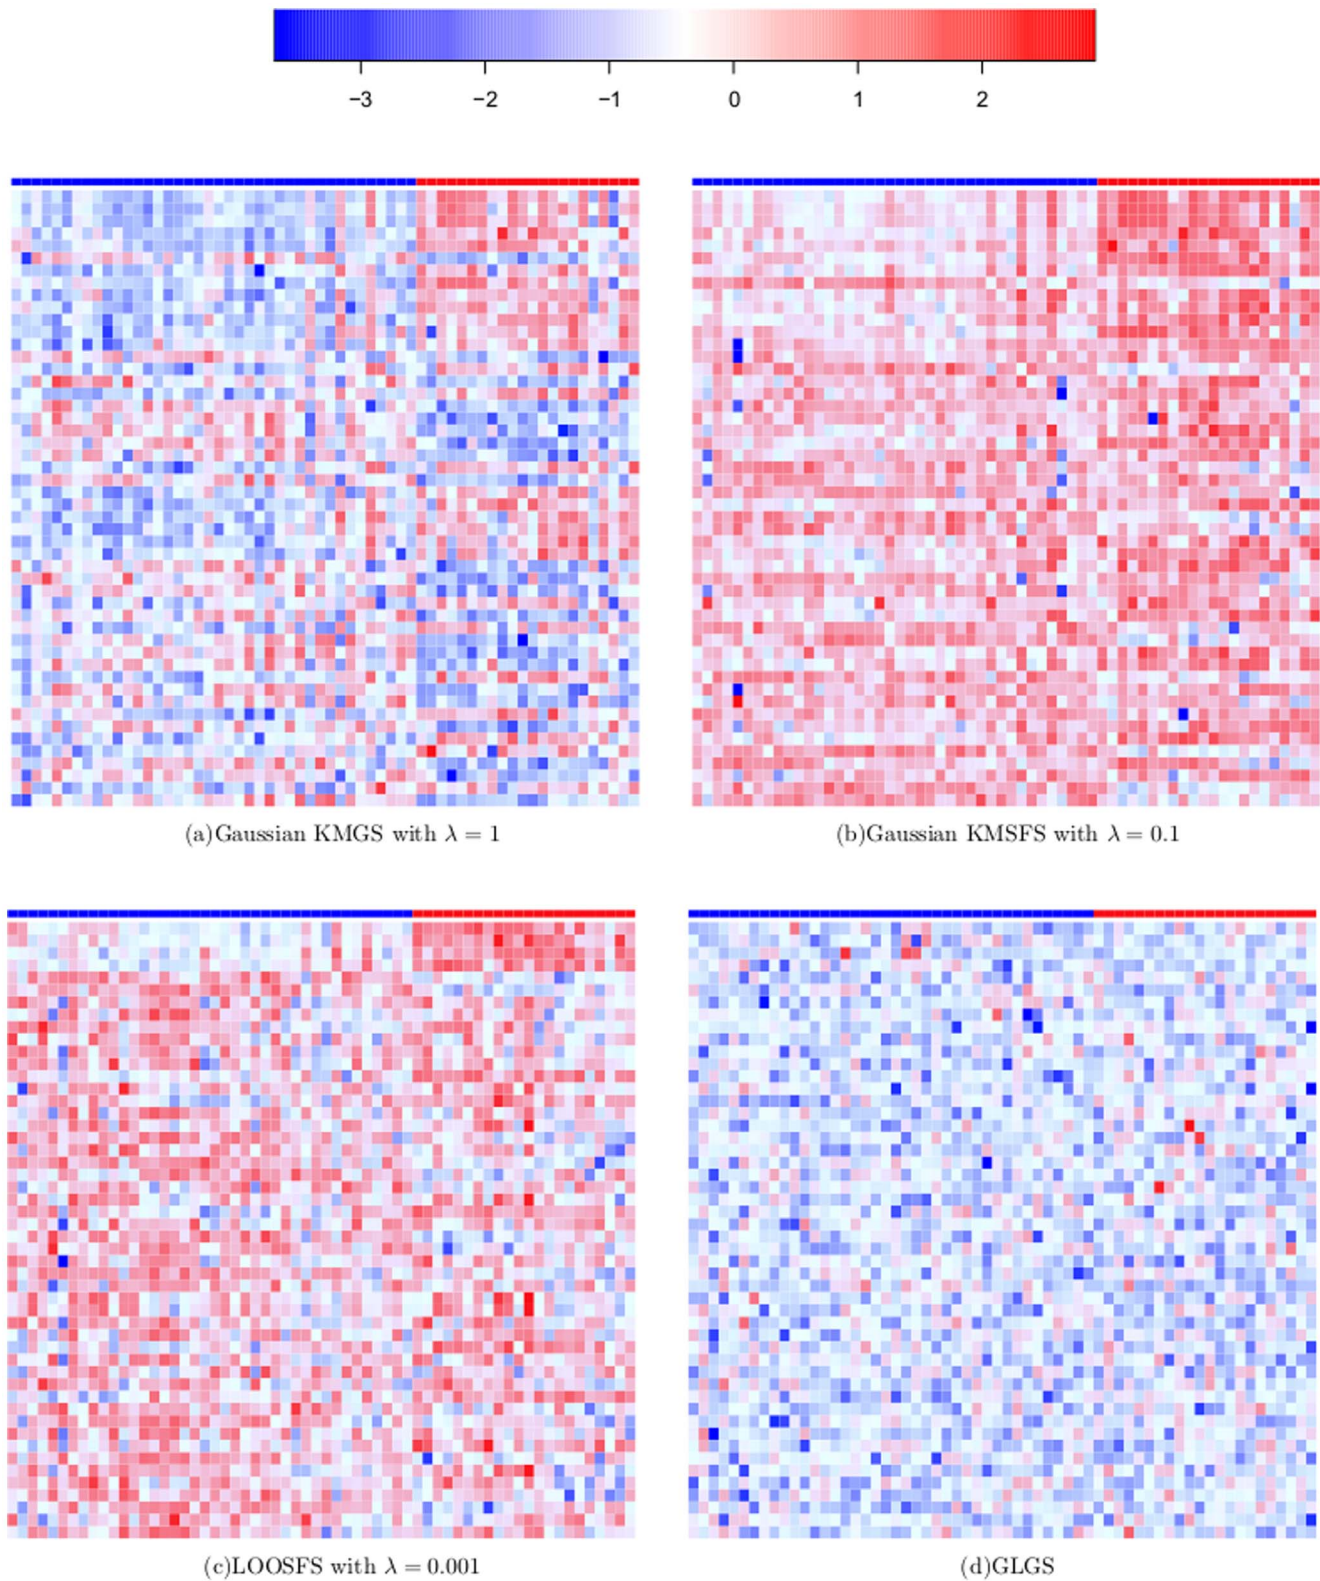 −3 −2 −1 0 1 2
(a)Gaussian KMGS with λ = 1
(b)Gaussian KMSFS with λ = 0.1
(c)LOOSFS with λ = 0.001
(d)GLGS